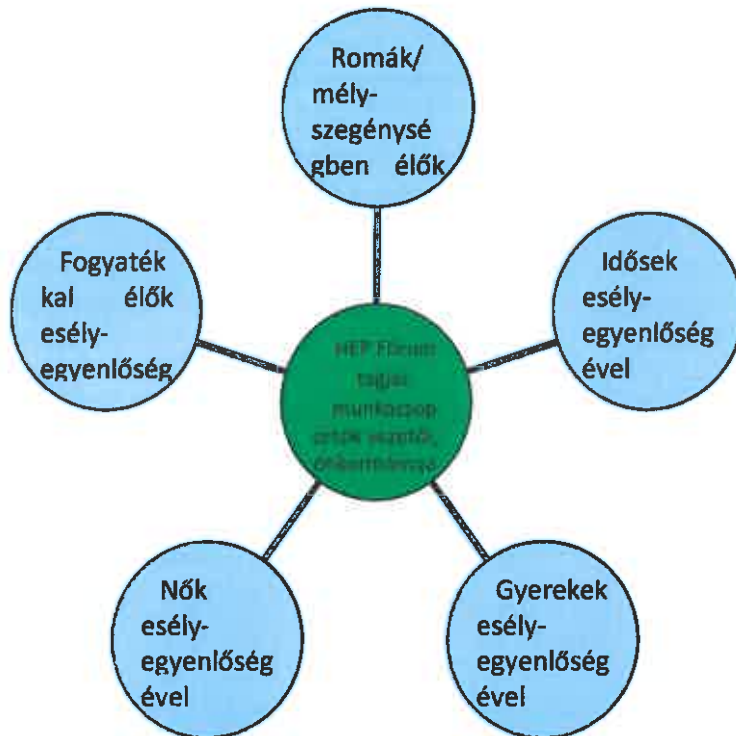 Romák/
mély-
szegénysé
gben élők
Fogyaték
kal élők
esély-
egyenlőség
Idősek
esély-
egyenlőség
ével
HEP Fórum
tagjai:
munkacsop
ortok vezetői,
Nők
esély-
egyenlőség
ével
Gyerekek
esély-
egyenlőség
ével